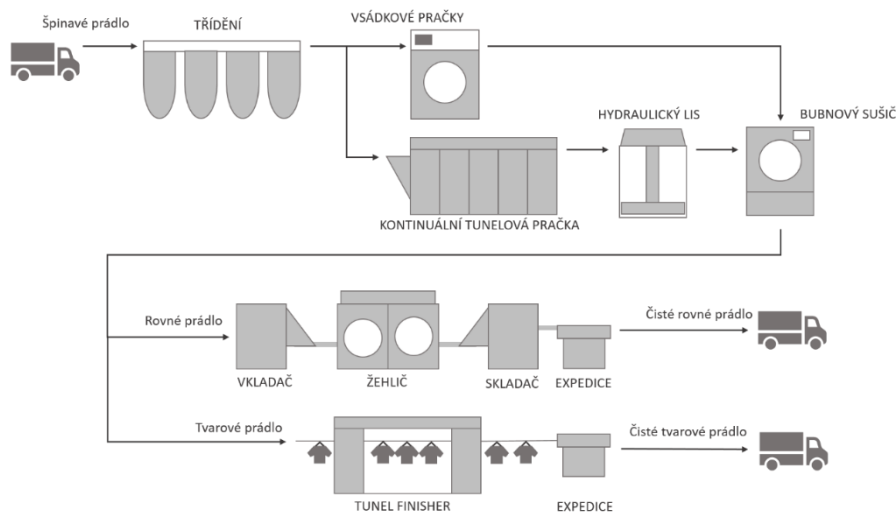 Špinavé prádlo
TŘÍDĚNÍ
VSÁDKOVÉ PRAČKY
HYDRAULICKÝ LIS
BUBNOVÝ SUŠIČ
KONTINUÁLNÍ TUNELOVÁ PRAČKA
Rovné prádlo
Čisté rovné prádlo
VKLADAČ
ŽEHLIČ
SKLADAČ
EXPEDICE
Tvarové prádlo
Čisté tvarové prádlo
TUNEL FINISHER
EXPEDICE